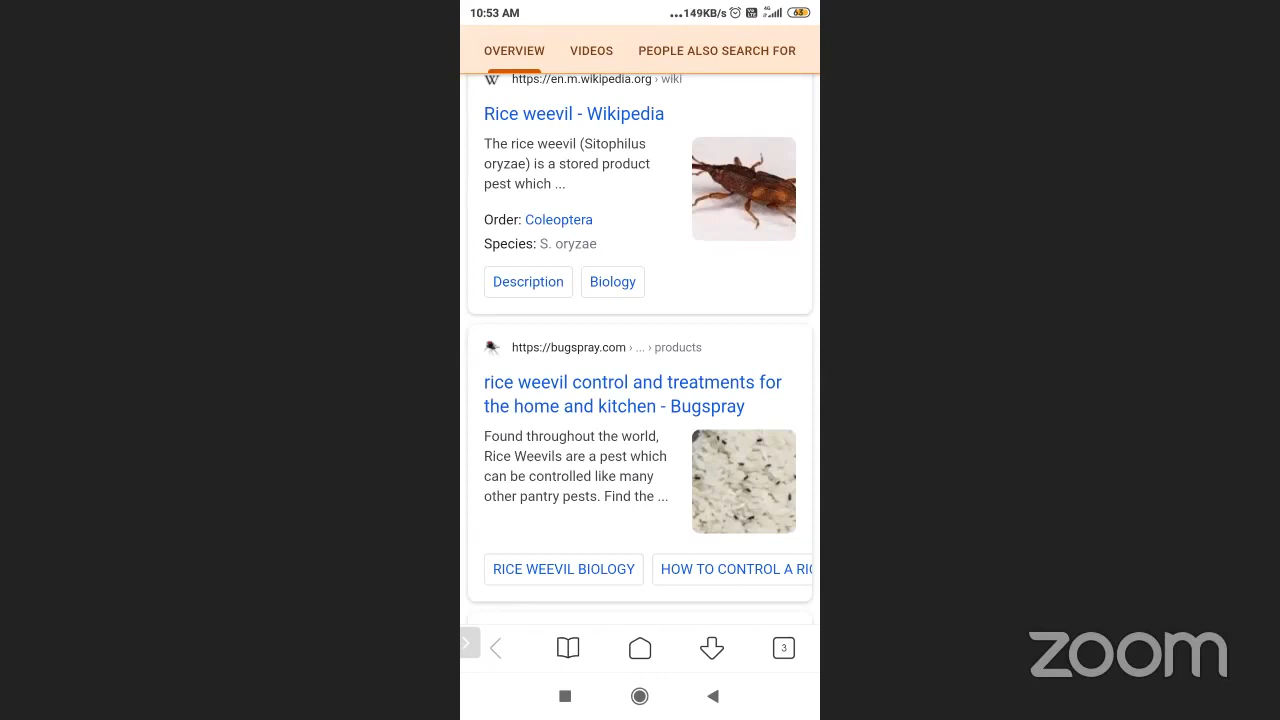 10:53 AM
...149KB/s 4G 63
OVERVIEW VIDEOS PEOPLE ALSO SEARCH FOR
W https://en.m.wikipedia.org › wiki
Rice weevil - Wikipedia
The rice weevil (Sitophilus
oryzae) is a stored product
pest which ...
Order: Coleoptera
Species: S. oryzae
Description Biology
https://bugspray.com › ... › products
rice weevil control and treatments for
the home and kitchen - Bugspray
Found throughout the world,
Rice Weevils are a pest which
can be controlled like many
other pantry pests. Find the ...
RICE WEEVIL BIOLOGY HOW TO CONTROL A RIC
3
zoom